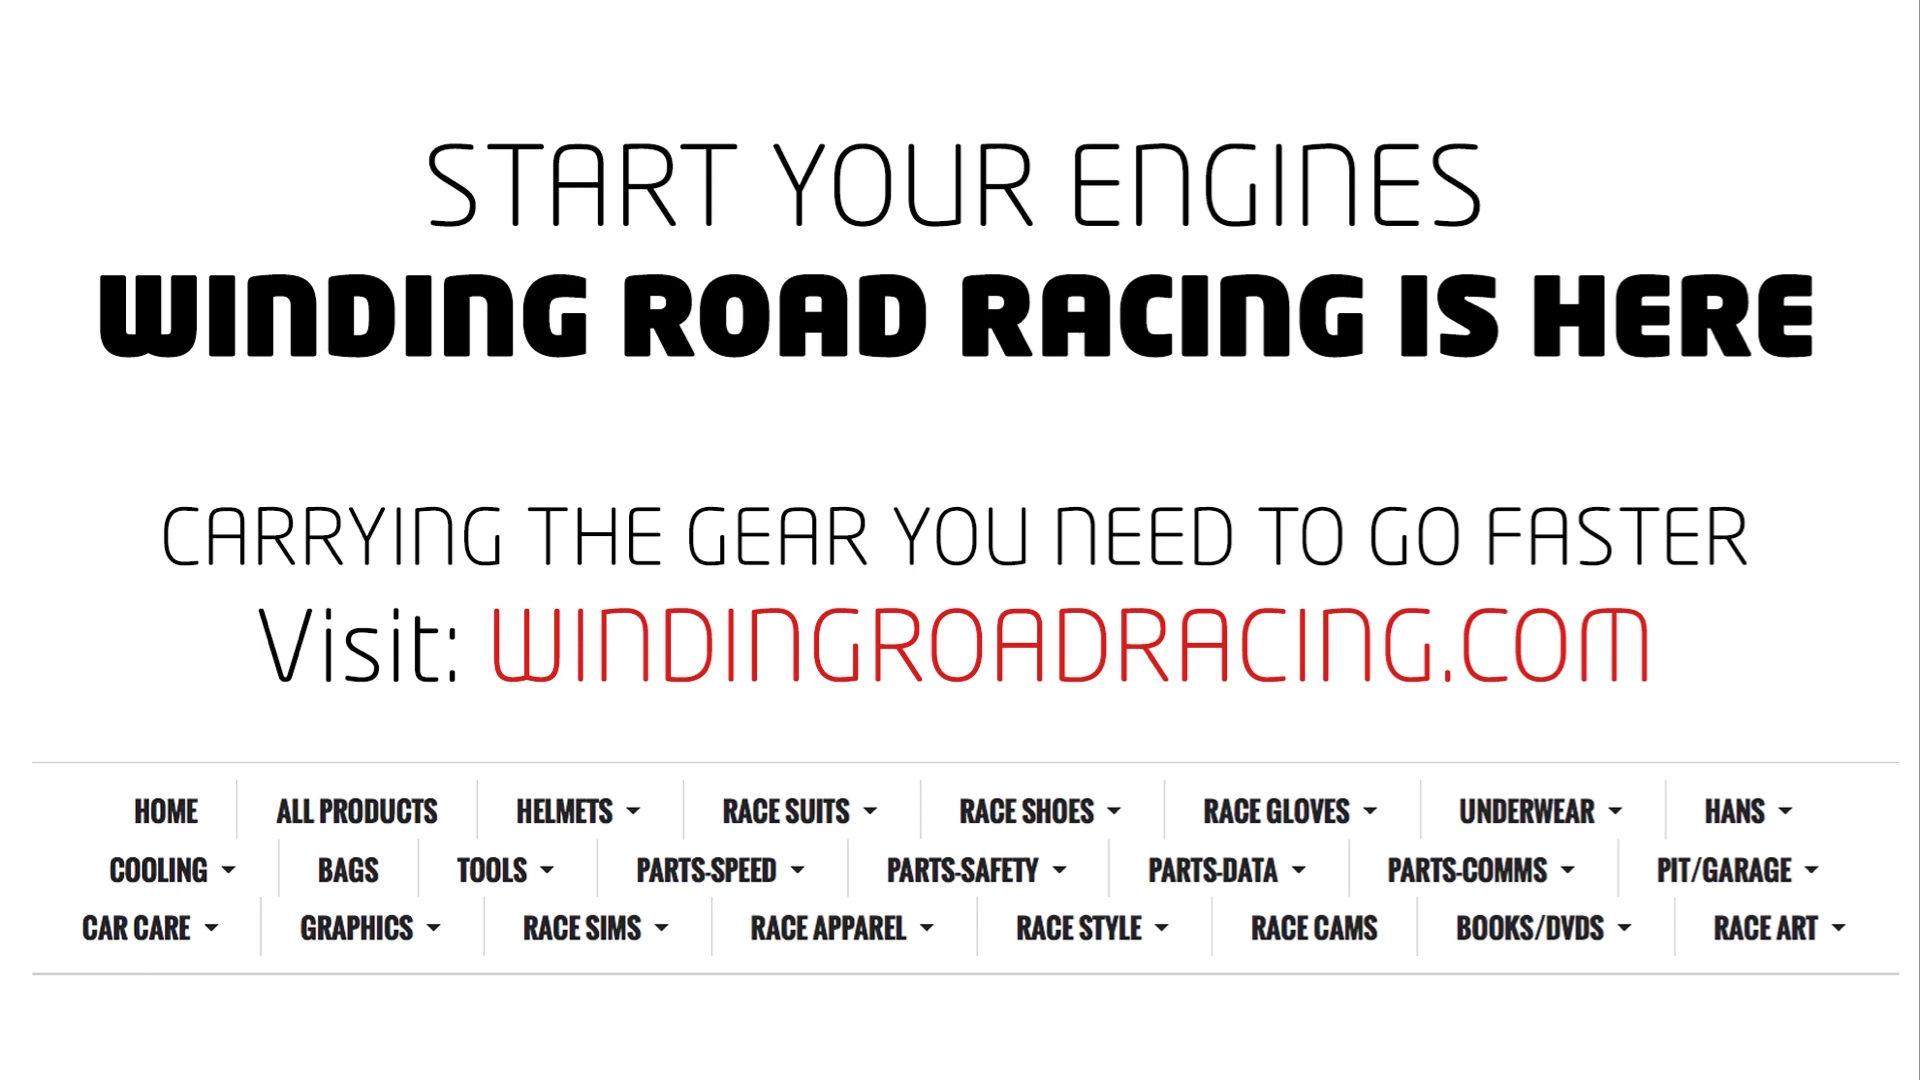 START YOUR ENGINES
WINDING ROAD RACING IS HERE
CARRYING THE GEAR YOU NEED TO GO FASTER
Visit: WINDINGROADRACING.COM
HOME ALL PRODUCTS HELMETS RACE SUITS RACE SHOES RACE GLOVES UNDERWEAR HANS
COOLING BAGS TOOLS PARTS-SPEED PARTS-SAFETY PARTS-DATA PARTS-COMMS PIT/GARAGE
CAR CARE GRAPHICS RACE SIMS RACE APPAREL RACE STYLE RACE CAMS BOOKS/DVDS RACE ART